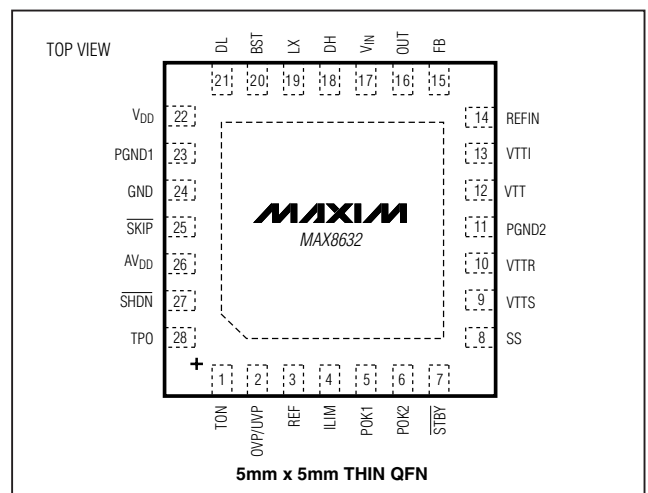 TOP VIEW
DL
BST
LX
DH
VIN
OUT
FB
21
20
19
18
17
16
15
VDD 22
PGND1 23
GND 24
SKIP 25
AVDD 26
SHDN 27
TP0 28
14 REFIN
13 VTTI
12 VTT
11 PGND2
10 VTTR
9 VTTS
8 SS
MAXIM
MAX8632
+
1
2
3
4
5
6
7
TON
OVP/UVP
REF
ILIM
POK1
POK2
STBY
5mm x 5mm THIN QFN